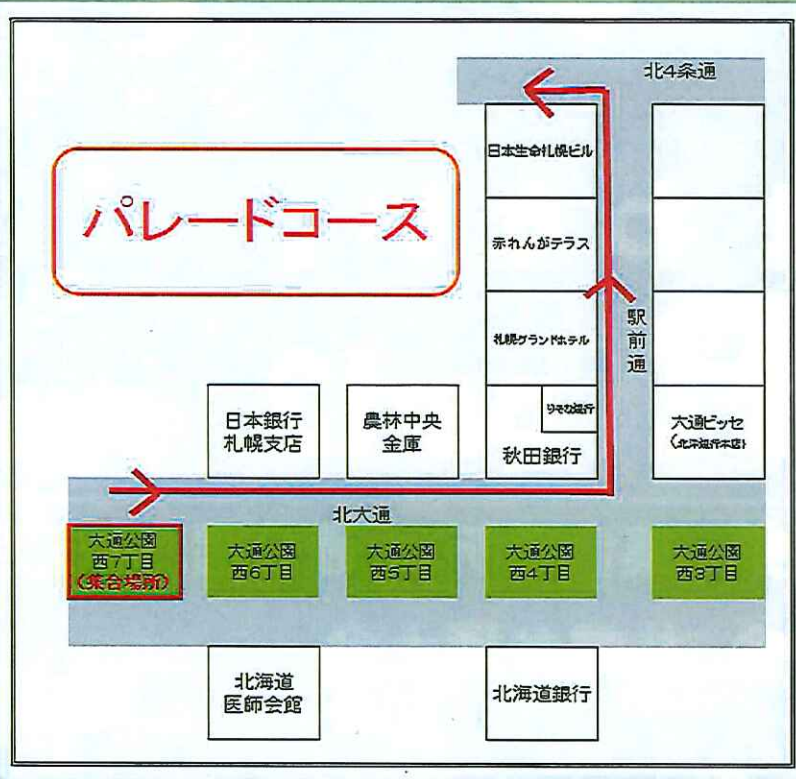 北4条通
日本生命札幌ビル
パレードコース
赤れんがテラス
札幌グランドホテル
駅前通
日本銀行
札幌支店
農林中央
金庫
りそな銀行
秋田銀行
大通ビッセ
(北洋銀行本店)
北大通
大通公園
西7丁目
(集合場所)
大通公園
西6丁目
大通公園
西5丁目
大通公園
西4丁目
大通公園
西3丁目
北海道
医師会館
北海道銀行